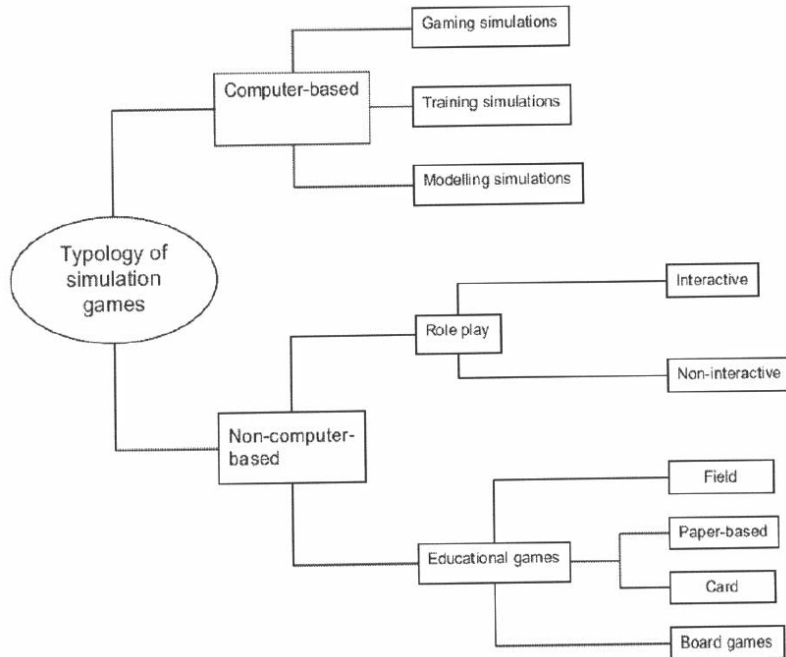 Gaming simulations
Computer-based
Training simulations
Modelling simulations
Typology of
simulation
games
Interactive
Role play
Non-interactive
Non-computer-
based
Field
Paper-based
Educational games
Card
Board games